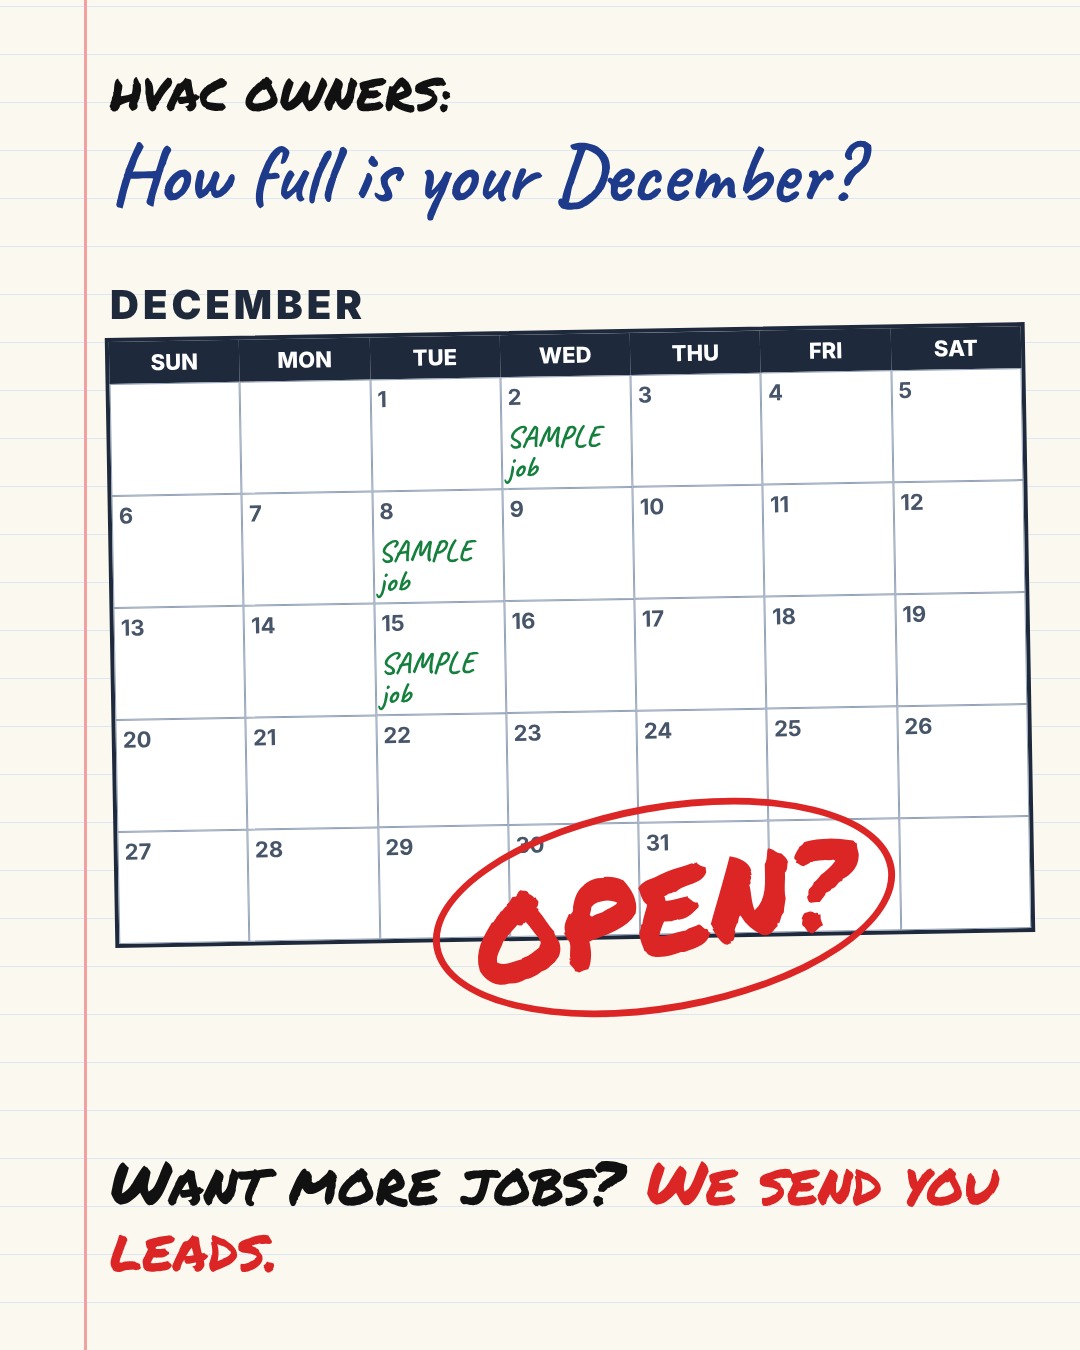 HVAC OWNERS:
How full is your December?
DECEMBER
SUN MON TUE WED THU FRI SAT
1 2 3 4 5
SAMPLE
job
6 7 8 9 10 11 12
SAMPLE
job
13 14 15 16 17 18 19
SAMPLE
job
20 21 22 23 24 25 26
27 28 29 30 31
OPEN?
WANT MORE JOBS? WE SEND YOU
LEADS.